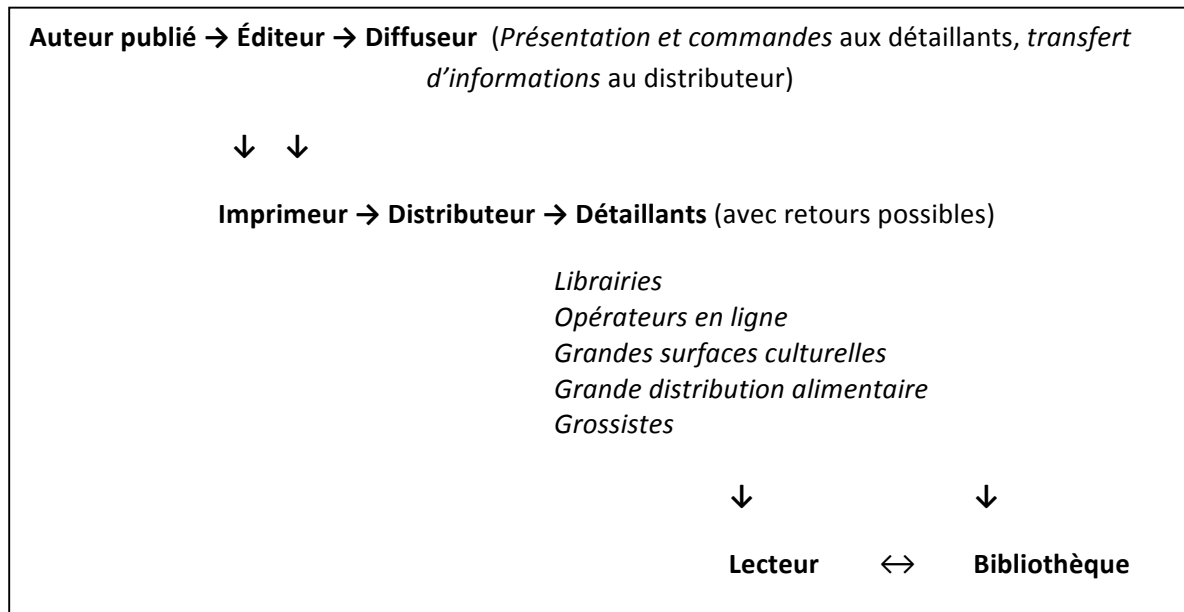 Auteur publié → Éditeur → Diffuseur (Présentation et commandes aux détaillants, transfert
d’informations au distributeur)
↓ ↓
Imprimeur → Distributeur → Détaillants (avec retours possibles)
Librairies
Opérateurs en ligne
Grandes surfaces culturelles
Grande distribution alimentaire
Grossistes
↓ ↓
Lecteur ↔ Bibliothèque